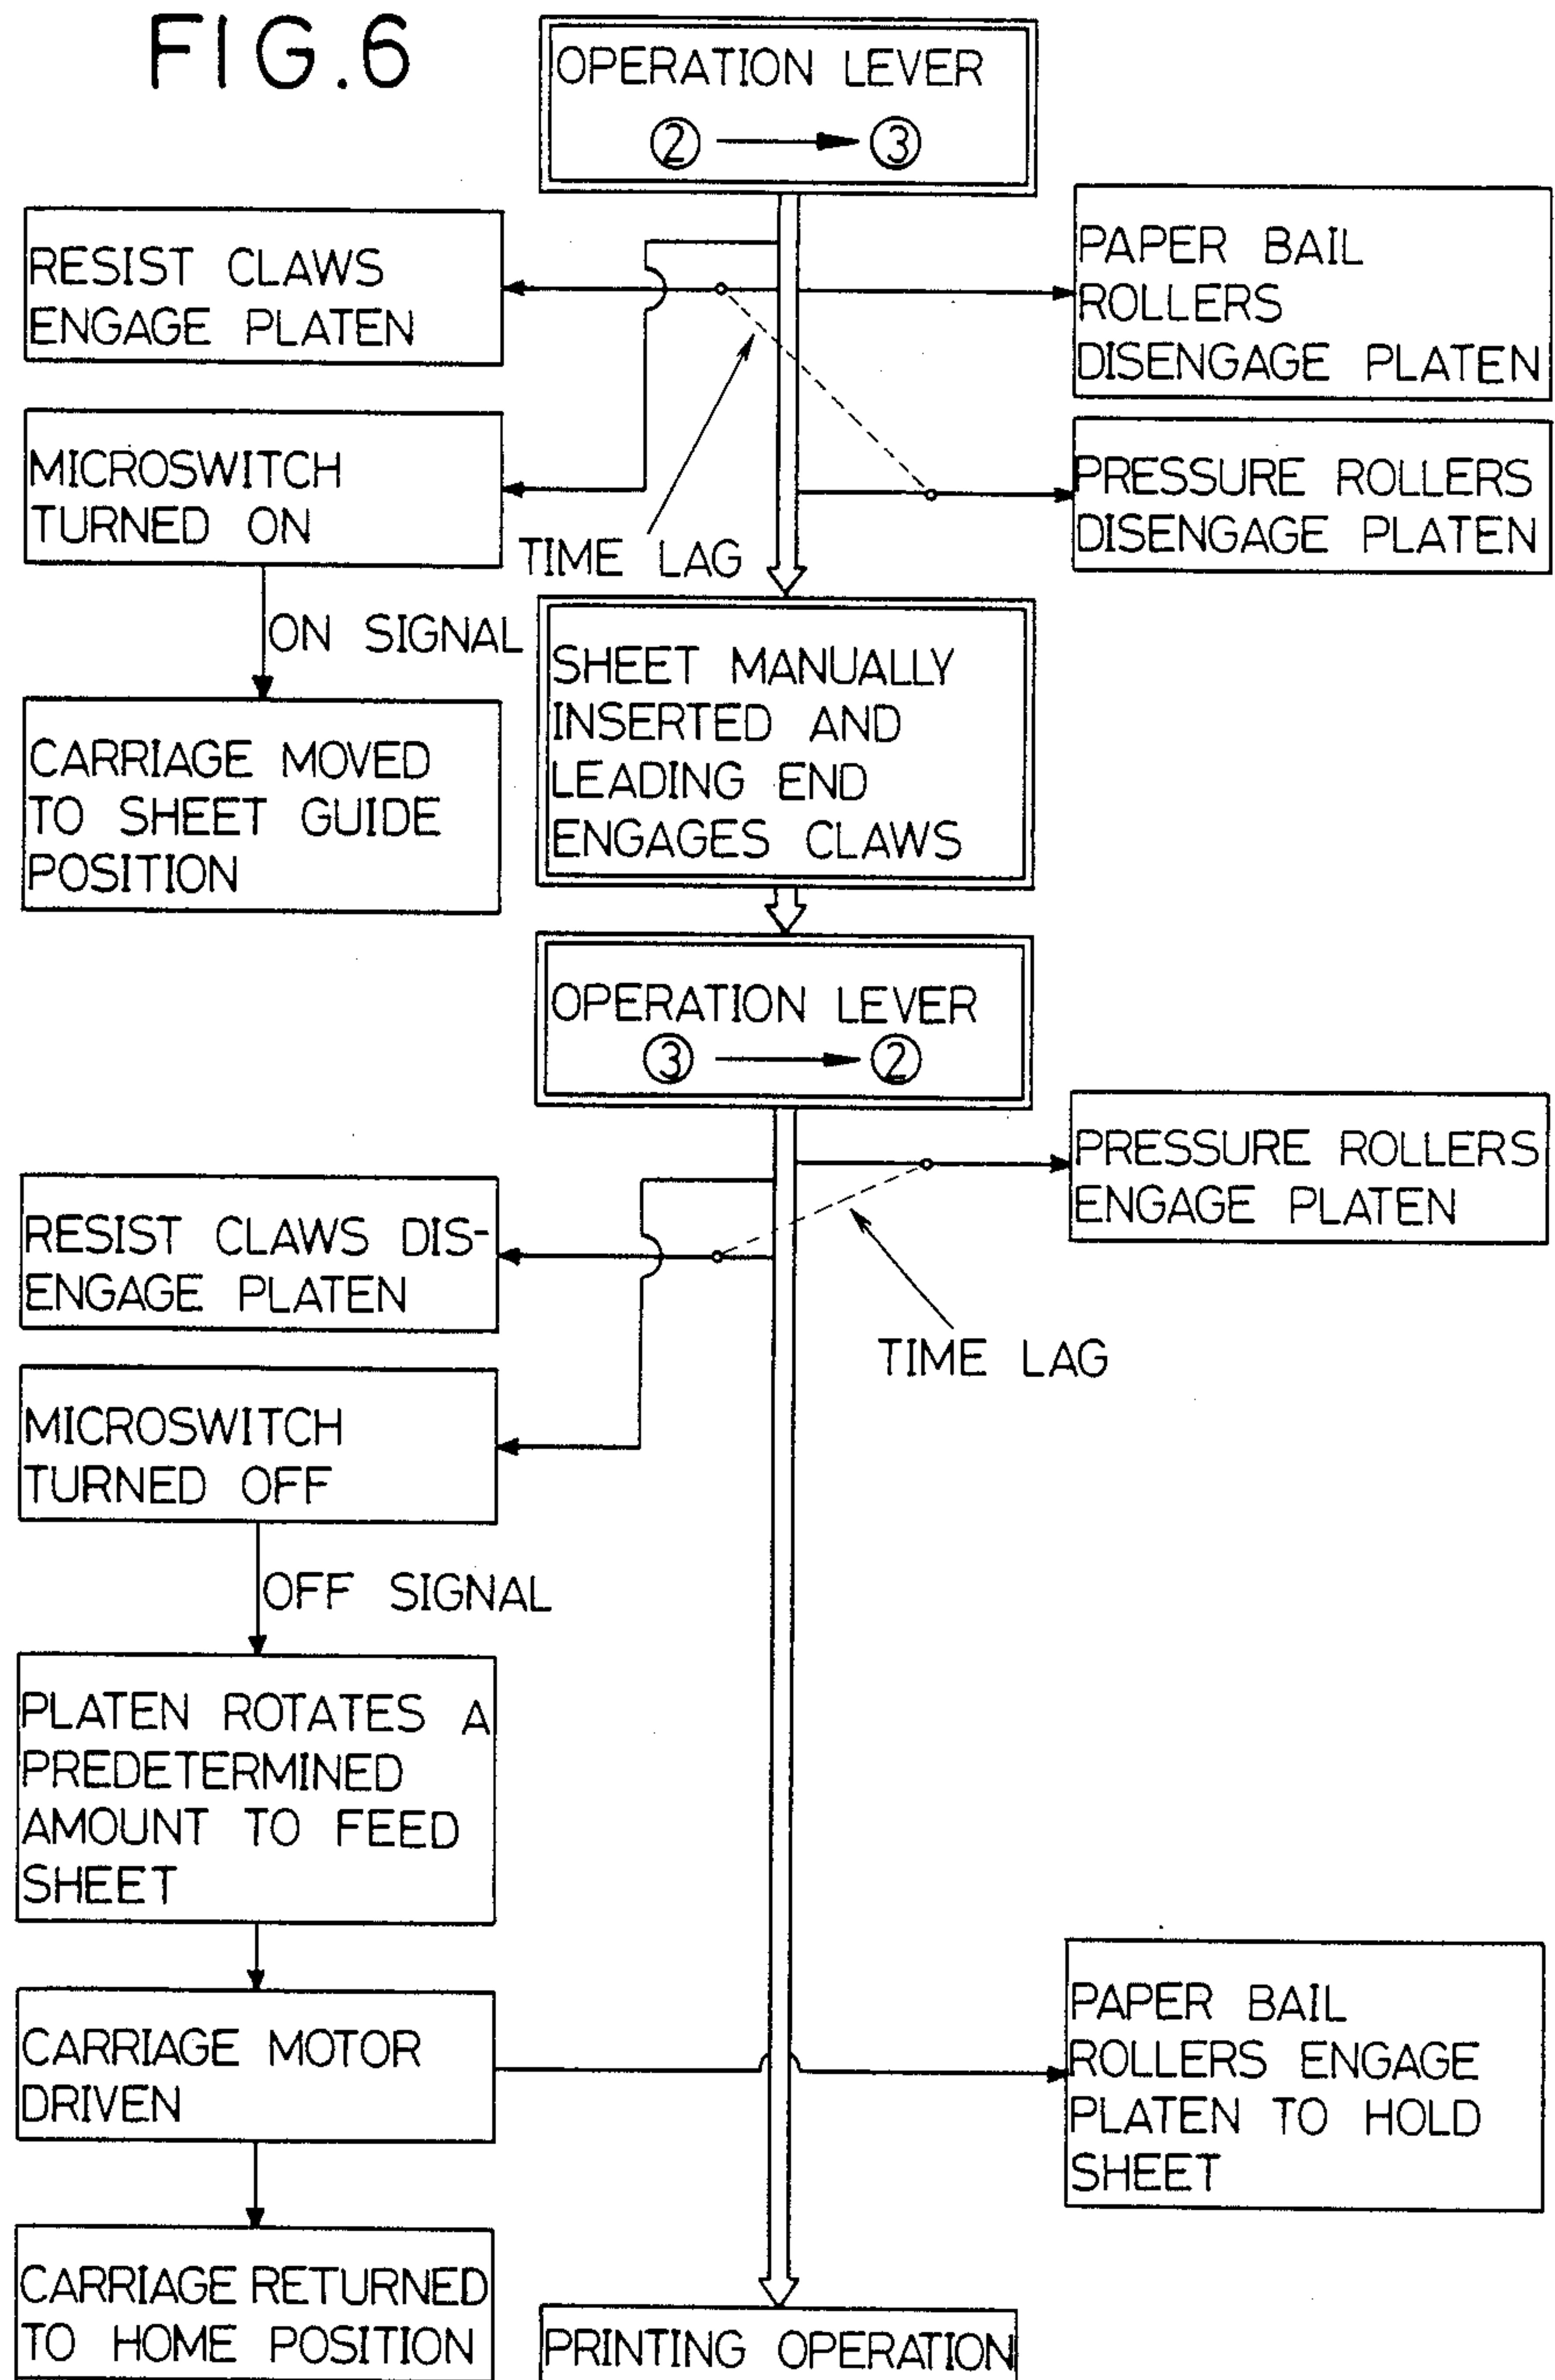 FIG.6
OPERATION LEVER
② ③
RESIST CLAWS
ENGAGE PLATEN
PAPER BAIL
ROLLERS
DISENGAGE PLATEN
MICROSWITCH
TURNED ON
PRESSURE ROLLERS
DISENGAGE PLATEN
TIME LAG
ON SIGNAL
SHEET MANUALLY
INSERTED AND
LEADING END
ENGAGES CLAWS
CARRIAGE MOVED
TO SHEET GUIDE
POSITION
OPERATION LEVER
③ ②
PRESSURE ROLLERS
ENGAGE PLATEN
RESIST CLAWS DIS-
ENGAGE PLATEN
TIME LAG
MICROSWITCH
TURNED OFF
OFF SIGNAL
PLATEN ROTATES A
PREDETERMINED
AMOUNT TO FEED
SHEET
CARRIAGE MOTOR
DRIVEN
PAPER BAIL
ROLLERS ENGAGE
PLATEN TO HOLD
SHEET
CARRIAGE RETURNED
TO HOME POSITION
PRINTING OPERATION